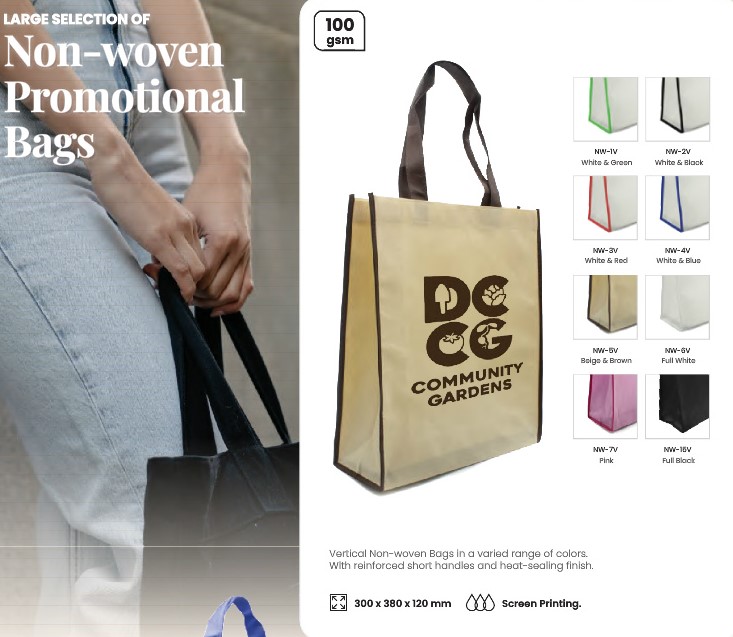 LARGE SELECTION OF
Non-woven
Promotional
Bags
100
gsm
DC
CG
COMMUNITY
GARDENS
NW-1V
White & Green
NW-2V
White & Black
NW-3V
White & Red
NW-4V
White & Blue
NW-5V
Beige & Brown
NW-6V
Full White
NW-7V
Pink
NW-15V
Full Black
Vertical Non-woven Bags in a varied range of colors.
With reinforced short handles and heat-sealing finish.
300 x 380 x 120 mm
Screen Printing.